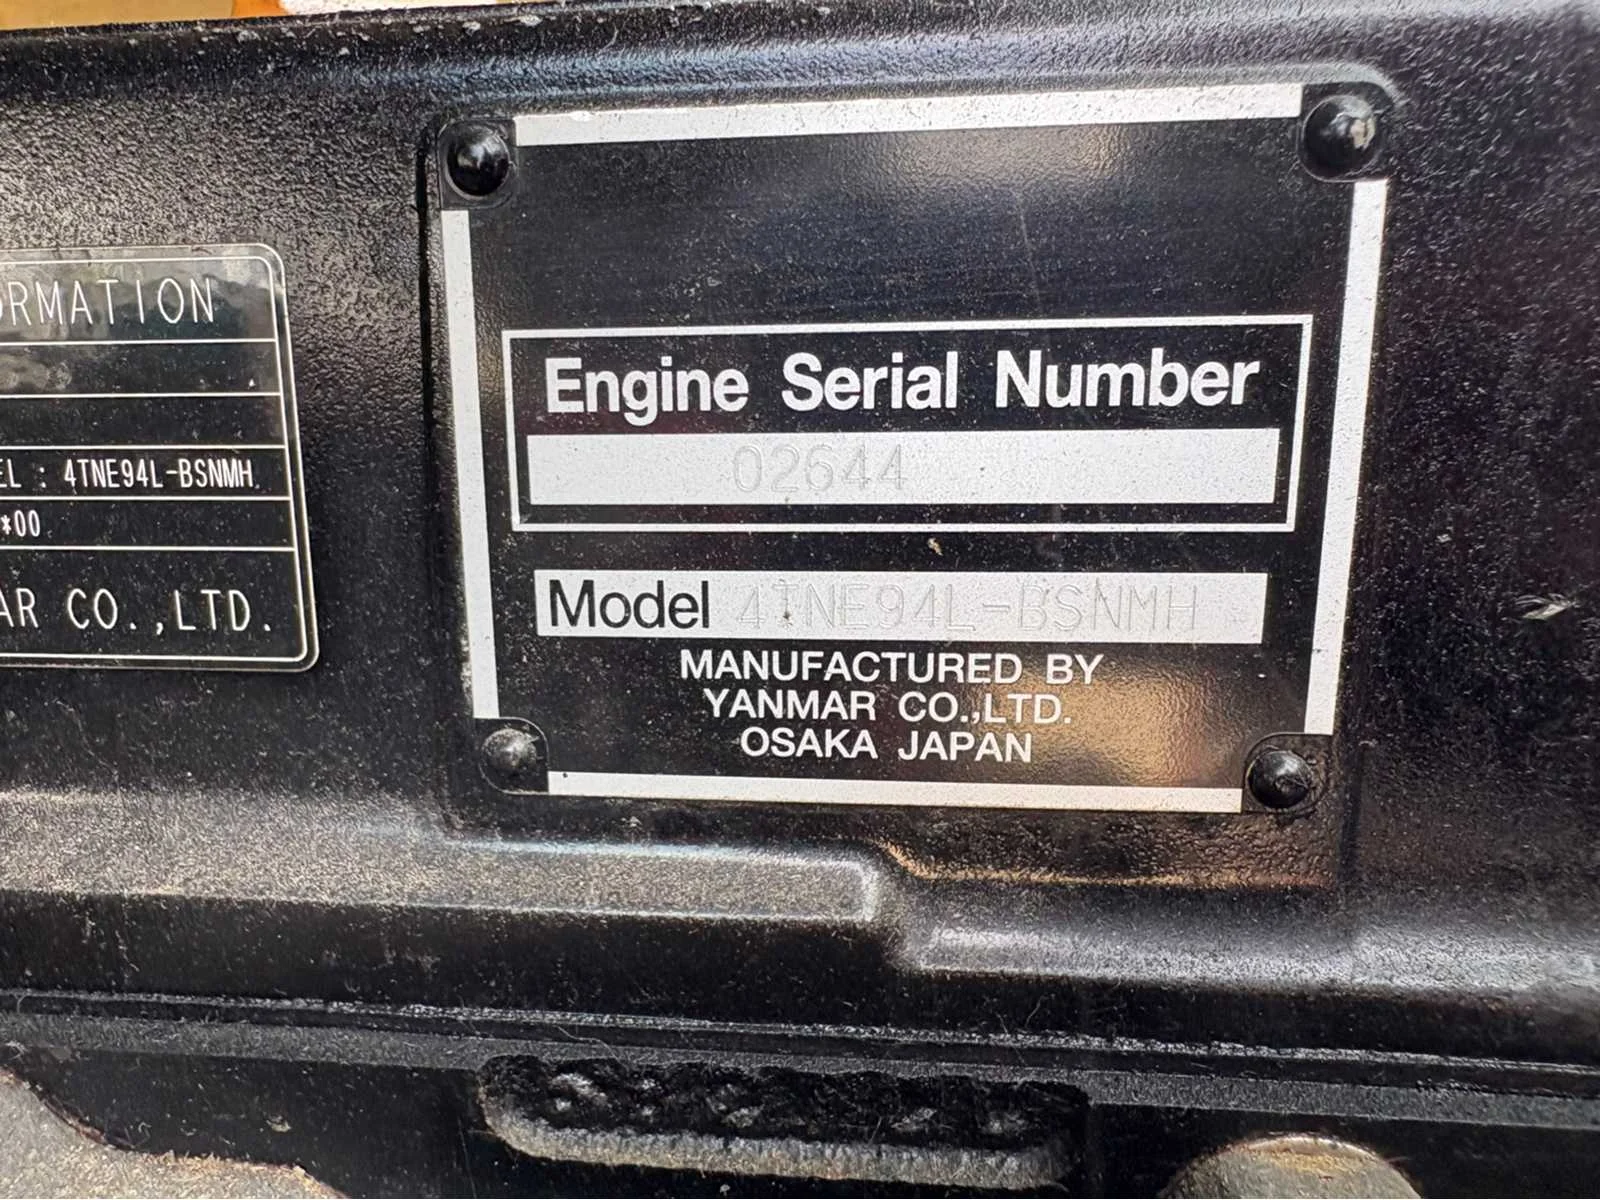 ORMATION
EL : 4TNE94L-BSNMH
*00
AR CO.,LTD.
Engine Serial Number
02644
Model 4TNE94L-BSNMH
MANUFACTURED BY
YANMAR CO.,LTD.
OSAKA JAPAN